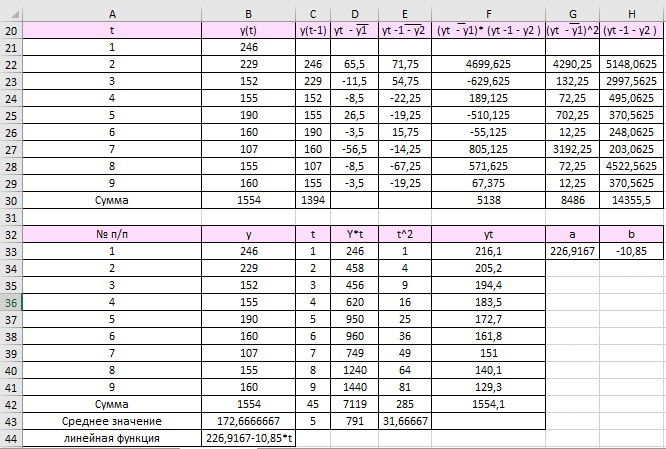 A B C D E F G H
20 t y(t) y(t-1) yt - y1 yt -1 - y2 (yt - y1)* (yt -1 - y2 ) (yt - y1)^2 (yt -1 - y2 )
21 1 246
22 2 229 246 65,5 71,75 4699,625 4290,25 5148,0625
23 3 152 229 -11,5 54,75 -629,625 132,25 2997,5625
24 4 155 152 -8,5 -22,25 189,125 72,25 495,0625
25 5 190 155 26,5 -19,25 -510,125 702,25 370,5625
26 6 160 190 -3,5 15,75 -55,125 12,25 248,0625
27 7 107 160 -56,5 -14,25 805,125 3192,25 203,0625
28 8 155 107 -8,5 -67,25 571,625 72,25 4522,5625
29 9 160 155 -3,5 -19,25 67,375 12,25 370,5625
30 Сумма 1554 1394 5138 8486 14355,5
31
32 № п/п y t Y*t t^2 yt a b
33 1 246 1 246 1 216,1 226,9167 -10,85
34 2 229 2 458 4 205,2
35 3 152 3 456 9 194,4
36 4 155 4 620 16 183,5
37 5 190 5 950 25 172,7
38 6 160 6 960 36 161,8
39 7 107 7 749 49 151
40 8 155 8 1240 64 140,1
41 9 160 9 1440 81 129,3
42 Сумма 1554 45 7119 285 1554,1
43 Среднее значение 172,6666667 5 791 31,66667
44 линейная функция 226,9167-10,85*t